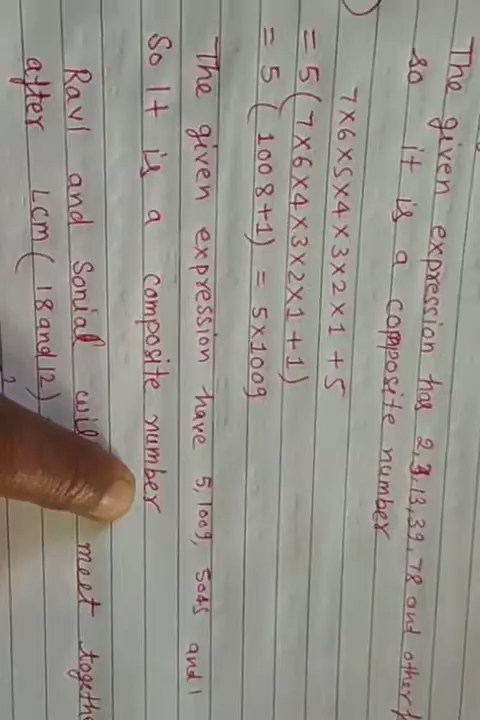 The given expression has 2,3,13,39,78 and other
so it is a composite number
7×6×5×4×3×2×1 +5
= 5(7×6×4×3×2×1 +1)
= 5 (1008+1) = 5×1009
The given expression have 5,1009, 5045 and 1
So It is a composite number
Ravi and Sonial meet
after LCM (18 and 12)